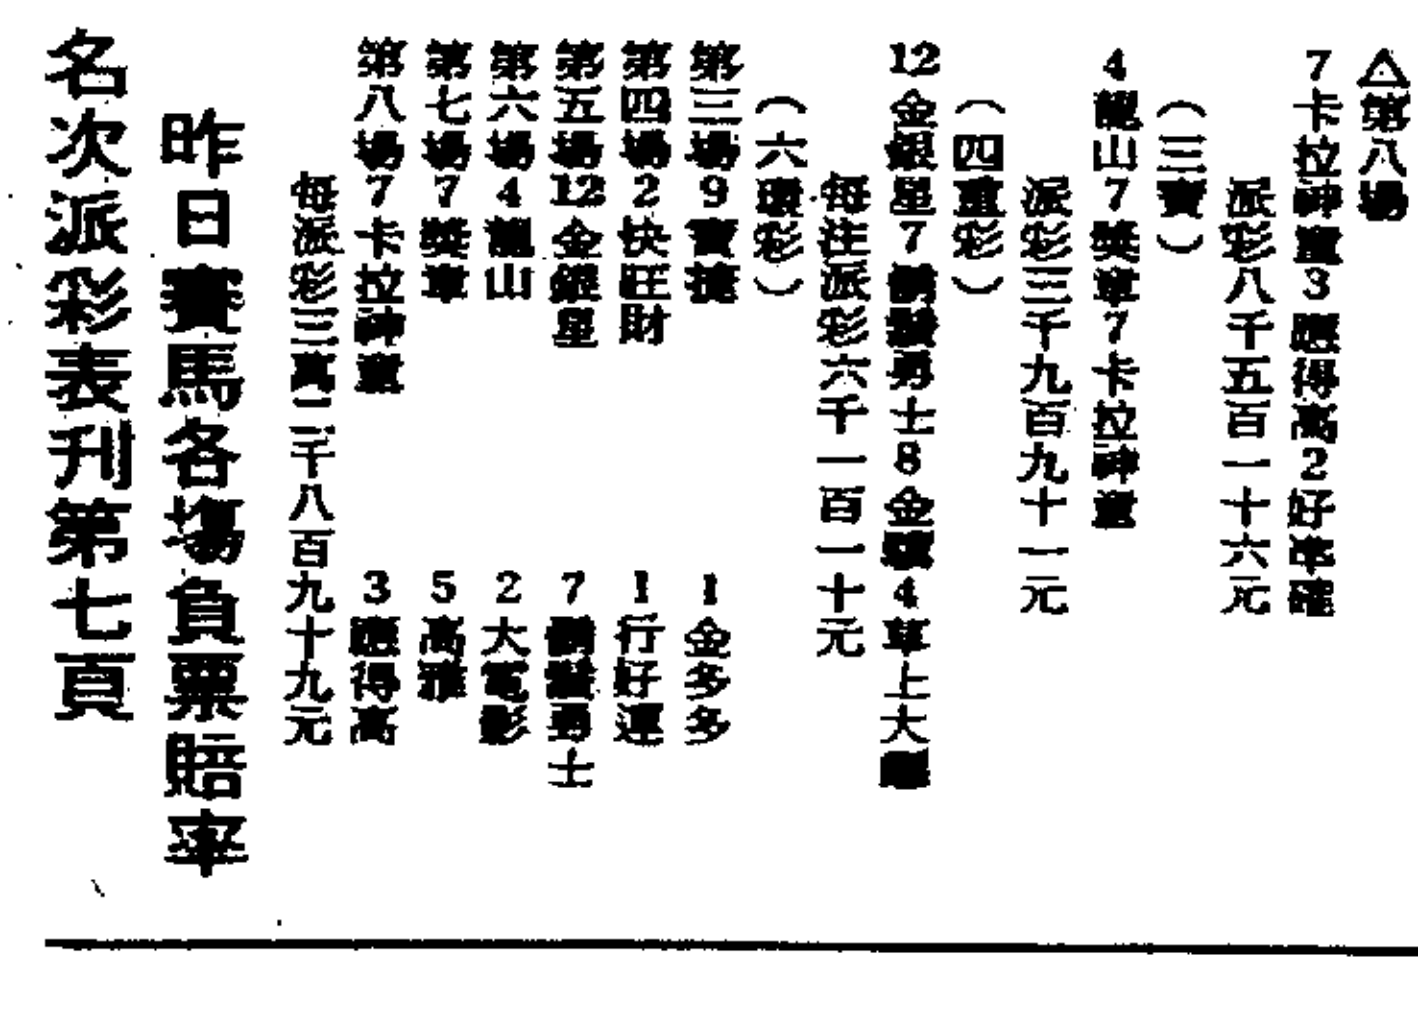 △第八場
7卡拉神童3應得高2好準確
派彩八千五百一十六元
（三寶）
4龍山7獎章7卡拉神童
派彩三千九百九十一元
（四重彩）
12金銀星7勇士8金4草上大
每注派彩六千一百一十元
（六環彩）
第三場9寶捷 1金多多
第四場2快旺財 1行好運
第五場12金銀星 7勇士
第六場4龍山 2大電影
第七場7獎章 5高雅
第八場7卡拉神童 3應得高
每派彩三萬二千八百九十九元
昨日賽馬各場負票賠率
名次派彩表刊第七頁